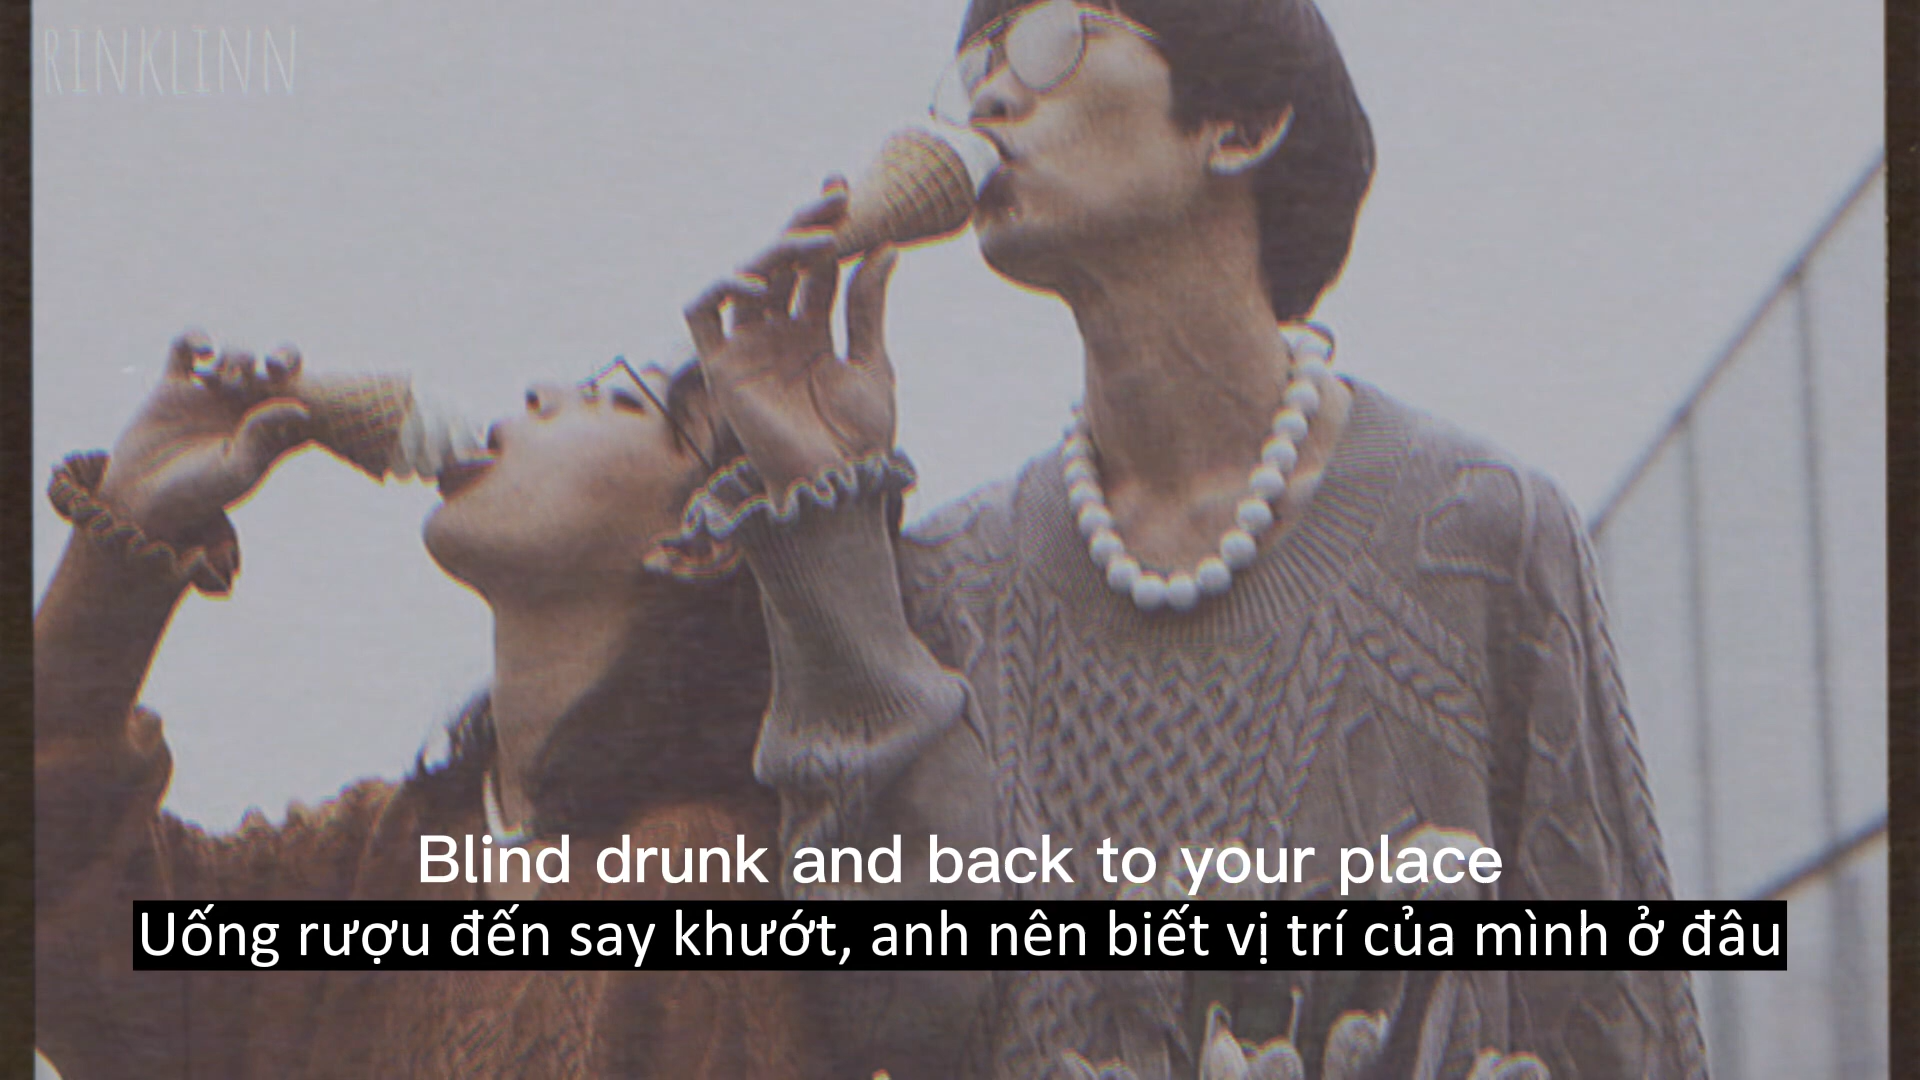 RINKLINN
Blind drunk and back to your place
Uống rượu đến say khướt, anh nên biết vị trí của mình ở đâu